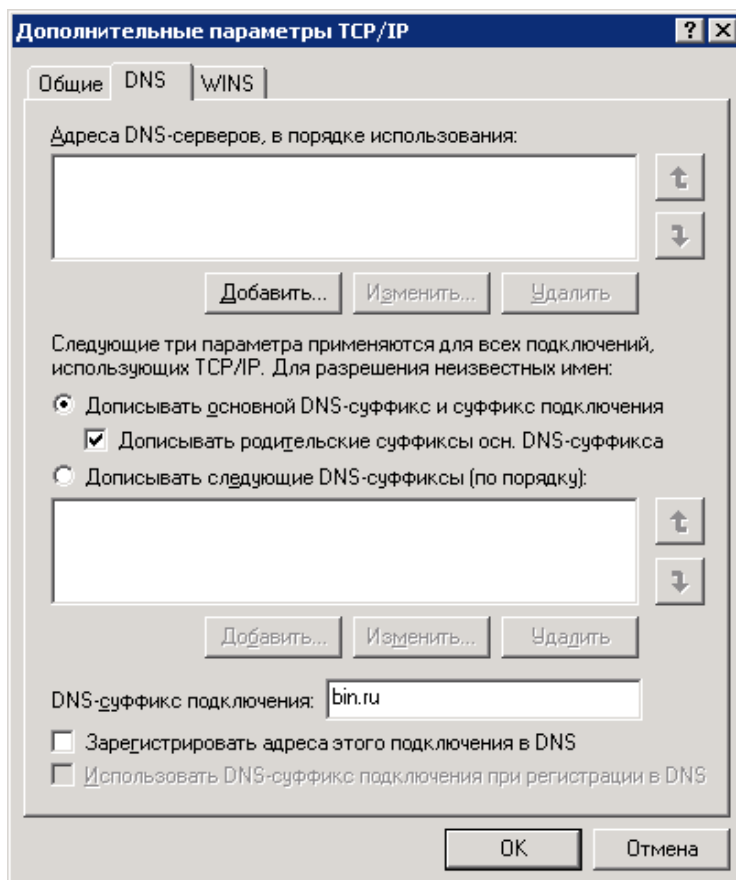 Дополнительные параметры TCP/IP
Общие DNS WINS
Адреса DNS-серверов, в порядке использования:
Добавить... Изменить... Удалить
Следующие три параметра применяются для всех подключений,
использующих TCP/IP. Для разрешения неизвестных имен:
Дописывать основной DNS-суффикс и суффикс подключения
Дописывать родительские суффиксы осн. DNS-суффикса
Дописывать следующие DNS-суффиксы (по порядку):
Добавить... Изменить... Удалить
DNS-суффикс подключения: bin.ru
Зарегистрировать адреса этого подключения в DNS
Использовать DNS-суффикс подключения при регистрации в DNS
OK Отмена